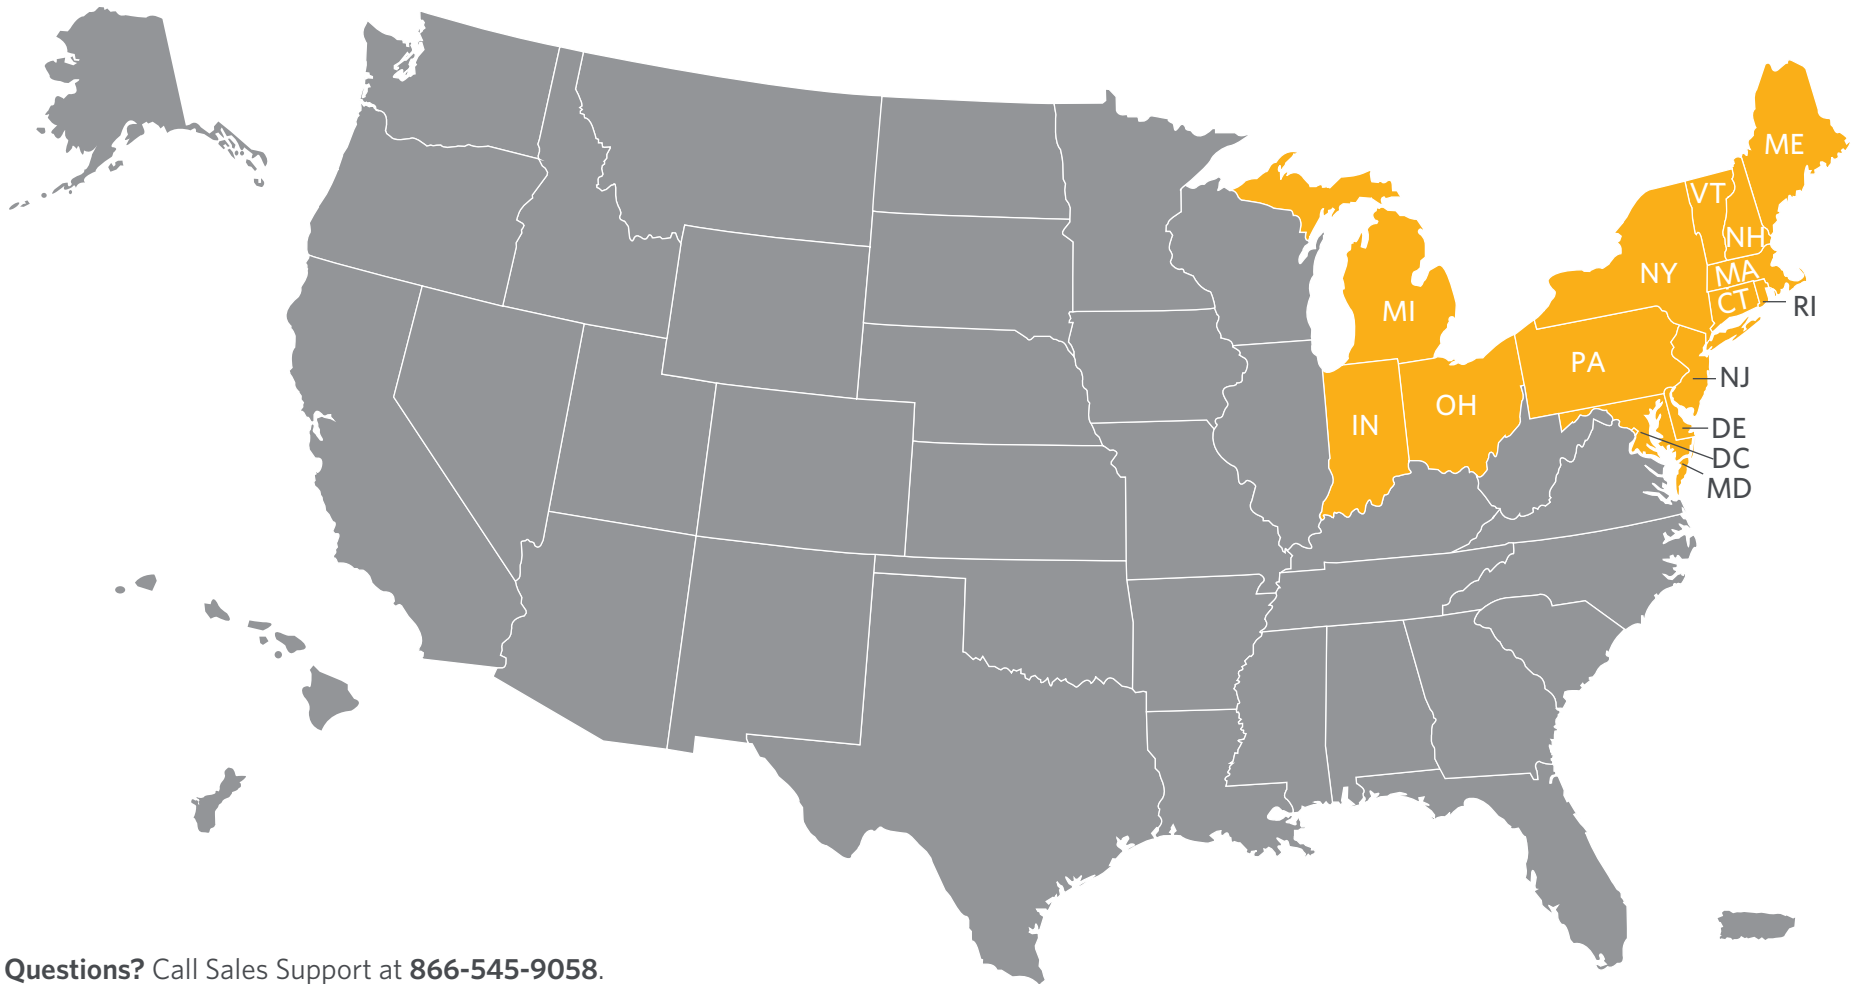 ME
VT
NH
NY
MA
CT
RI
MI
PA
NJ
OH
IN
DE
DC
MD
Questions? Call Sales Support at 866-545-9058.